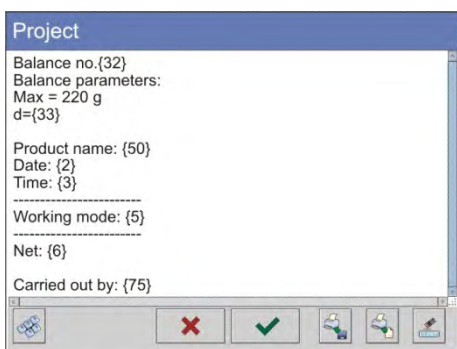 Project
Balance no.{32}
Balance parameters:
Max = 220 g
d={33}
Product name: {50}
Date: {2}
Time: {3}
------------------------
Working mode: {5}
------------------------
Net: {6}
Carried out by: {75}